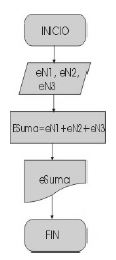 INICIO
eN1, eN2,
eN3
ESuma=eN1+eN2+eN3
eSuma
FIN